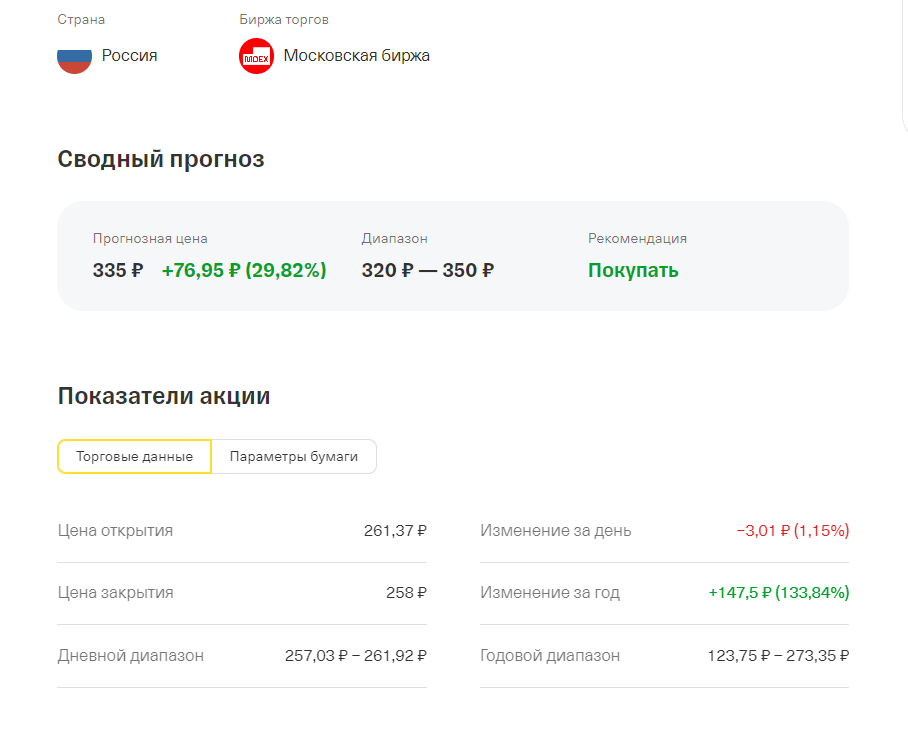 Страна Биржа торгов
Россия MOEX Московская биржа
Сводный прогноз
Прогнозная цена Диапазон Рекомендация
335 ₽ +76,95 ₽ (29,82%) 320 ₽ — 350 ₽ Покупать
Показатели акции
Торговые данные Параметры бумаги
Цена открытия 261,37 ₽ Изменение за день −3,01 ₽ (1,15%)
Цена закрытия 258 ₽ Изменение за год +147,5 ₽ (133,84%)
Дневной диапазон 257,03 ₽ – 261,92 ₽ Годовой диапазон 123,75 ₽ – 273,35 ₽